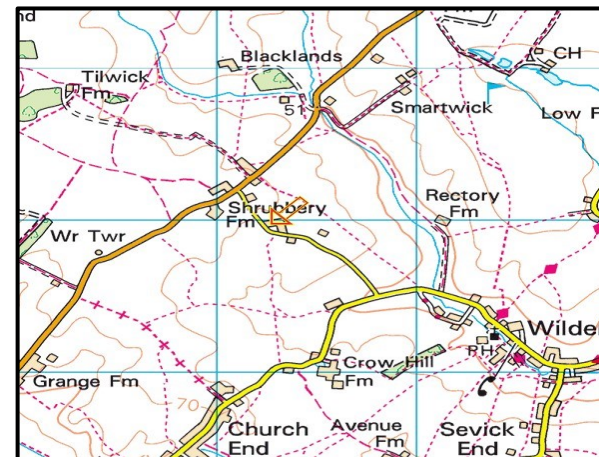 nd
Blacklands
CH
Tilwick
Fm
51
Smartwick
Low F
Shrubbery
Fm
Rectory
Fm
Wr Twr
Wilde
PH
Crow Hill
Fm
Grange Fm
70
Church
End
Avenue
Fm
Sevick
End